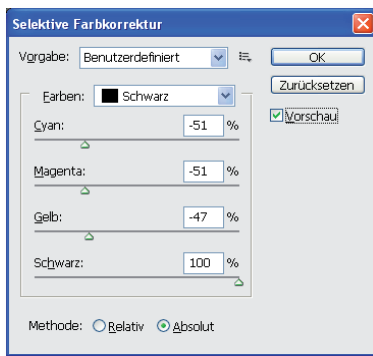 Selektive Farbkorrektur
Vorgabe: Benutzerdefiniert
OK
Zurücksetzen
Vorschau
Farben: Schwarz
Cyan: -51 %
Magenta: -51 %
Gelb: -47 %
Schwarz: 100 %
Methode: Relativ Absolut